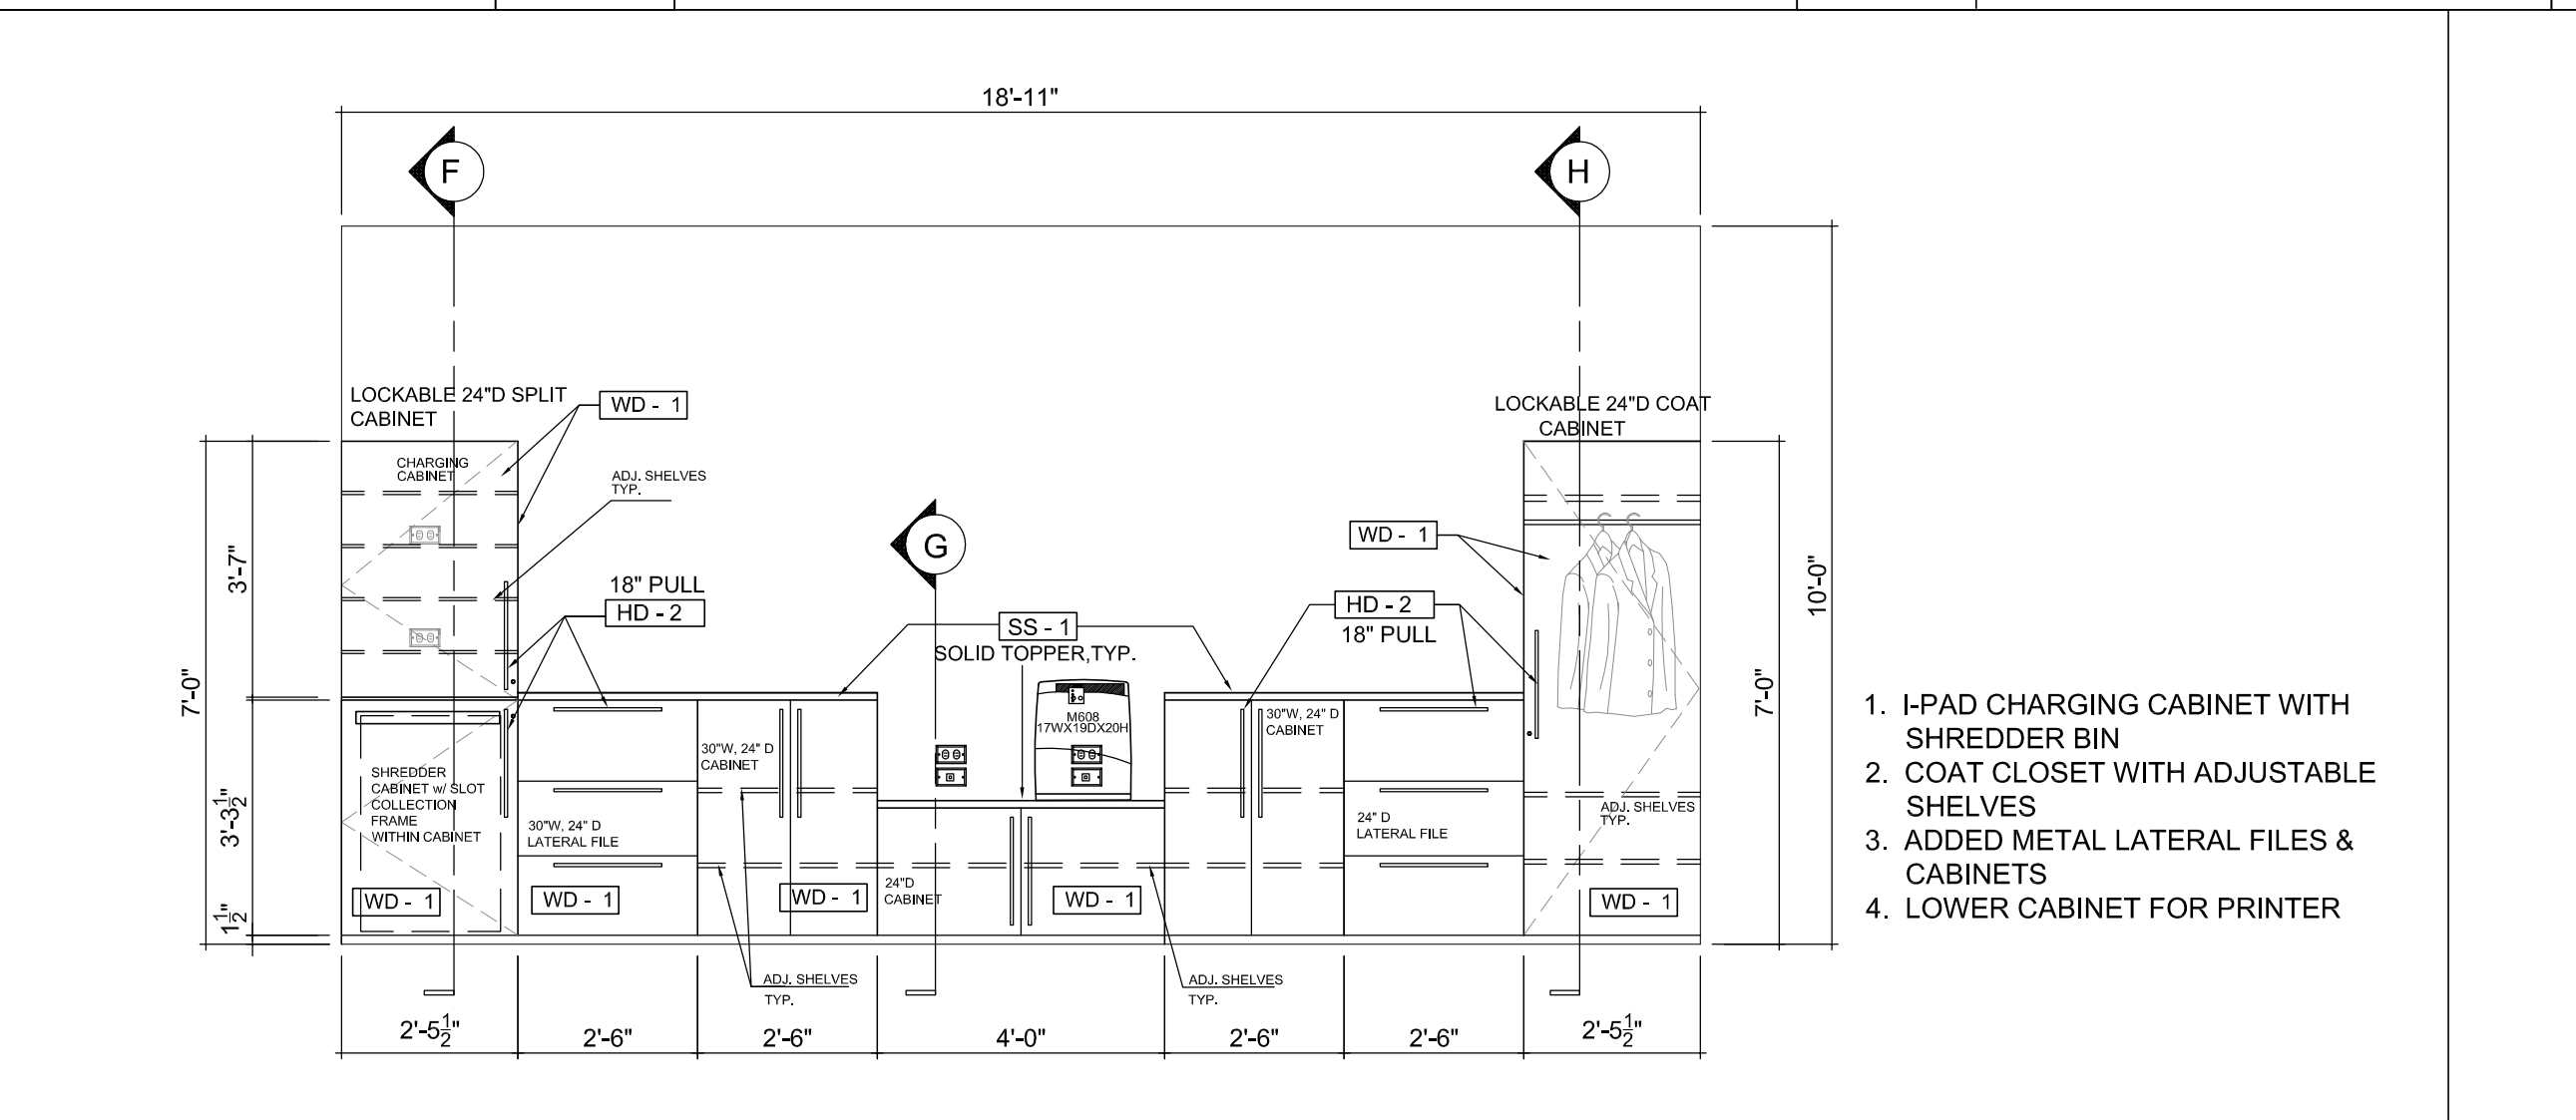 18'-11"
F
H
LOCKABLE 24"D SPLIT
CABINET
WD - 1
LOCKABLE 24"D COAT
CABINET
CHARGING
CABINET
ADJ. SHELVES
TYP.
G
WD - 1
3'-7"
10'-0"
18" PULL
HD - 2
SS - 1
SOLID TOPPER,TYP.
HD - 2
18" PULL
7'-0"
7'-0"
M608
17WX19DX20H
30"W, 24" D
CABINET
30"W, 24" D
CABINET
SHREDDER
CABINET w/ SLOT
COLLECTION
FRAME
WITHIN CABINET
3'-3½"
30"W, 24" D
LATERAL FILE
24" D
LATERAL FILE
ADJ. SHELVES
TYP.
1½"
WD - 1
WD - 1
WD - 1
24"D
CABINET
WD - 1
WD - 1
ADJ. SHELVES
TYP.
ADJ. SHELVES
TYP.
2'-5½"
2'-6"
2'-6"
4'-0"
2'-6"
2'-6"
2'-5½"
1. I-PAD CHARGING CABINET WITH
SHREDDER BIN
2. COAT CLOSET WITH ADJUSTABLE
SHELVES
3. ADDED METAL LATERAL FILES &
CABINETS
4. LOWER CABINET FOR PRINTER